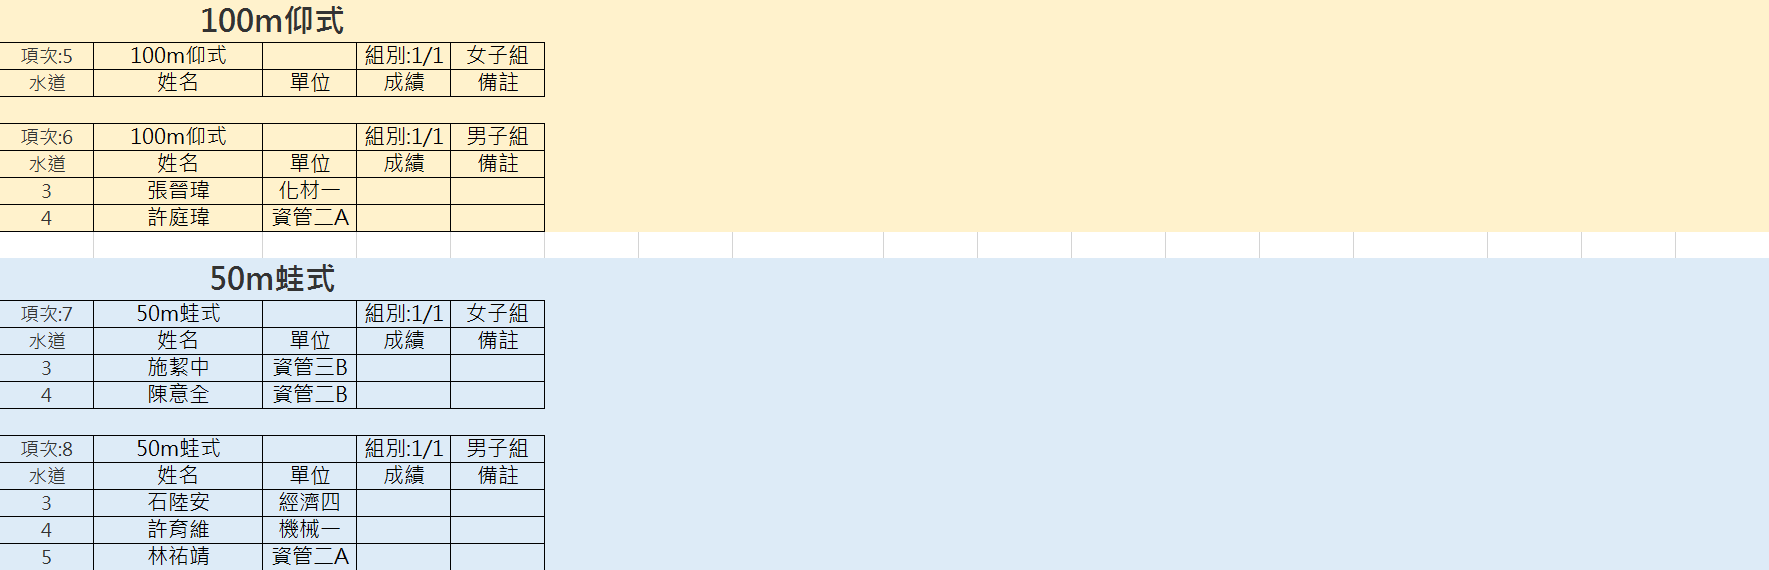 100m仰式
項次:5 100m仰式 組別:1/1 女子組
水道 姓名 單位 成績 備註
項次:6 100m仰式 組別:1/1 男子組
水道 姓名 單位 成績 備註
3 張晉瑋 化材一
4 許庭瑋 資管二A
50m蛙式
項次:7 50m蛙式 組別:1/1 女子組
水道 姓名 單位 成績 備註
3 施絜中 資管三B
4 陳意全 資管二B
項次:8 50m蛙式 組別:1/1 男子組
水道 姓名 單位 成績 備註
3 石陸安 經濟四
4 許育維 機械一
5 林祐靖 資管二A